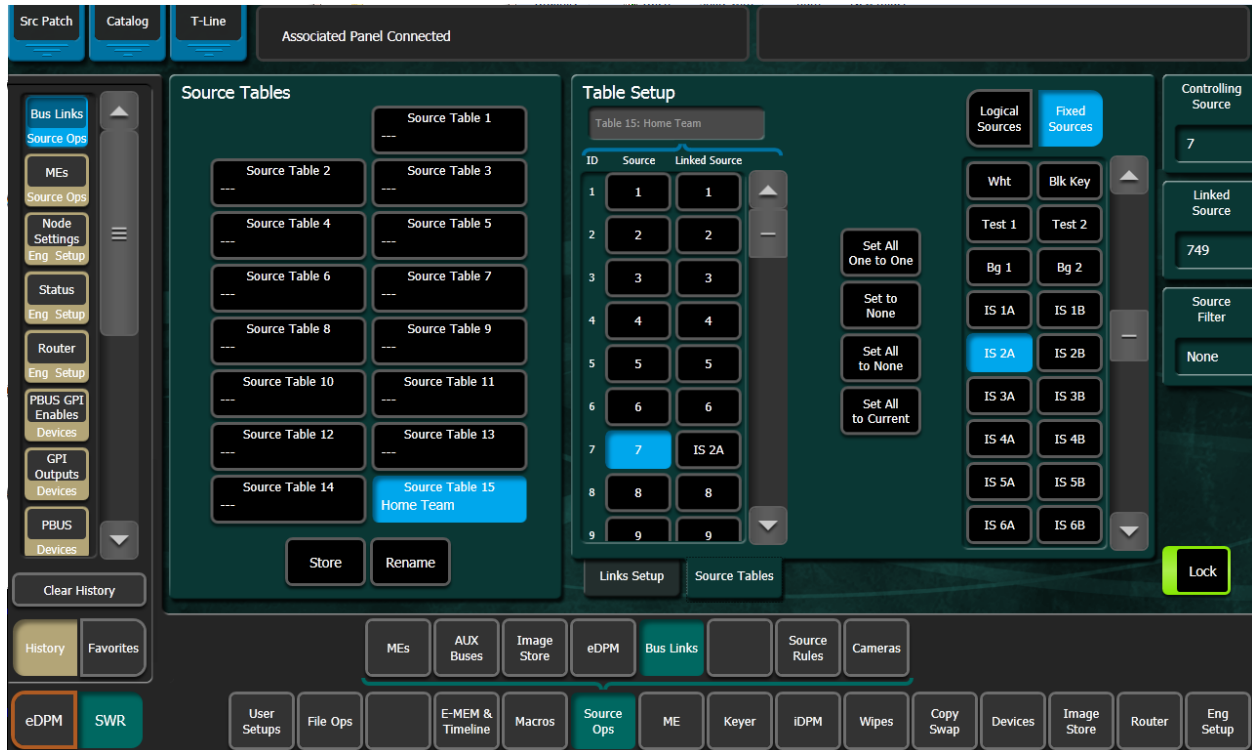 Src Patch
Catalog
T-Line
Associated Panel Connected
Bus Links
Source Ops
MEs
Source Ops
Node
Settings
Eng Setup
Status
Eng Setup
Router
Eng Setup
PBUS GPI
Enables
Devices
GPI
Outputs
Devices
PBUS
Devices
Clear History
History
Favorites
eDPM
SWR
Source Tables
Source Table 1
---
Source Table 2
---
Source Table 3
---
Source Table 4
---
Source Table 5
---
Source Table 6
---
Source Table 7
---
Source Table 8
---
Source Table 9
---
Source Table 10
---
Source Table 11
---
Source Table 12
---
Source Table 13
---
Source Table 14
---
Source Table 15
Home Team
Store
Rename
Table Setup
Table 15: Home Team
ID Source Linked Source
1 1 1
2 2 2
3 3 3
4 4 4
5 5 5
6 6 6
7 7 IS 2A
8 8 8
9 9 9
Set All
One to One
Set to
None
Set All
to None
Set All
to Current
Logical
Sources
Fixed
Sources
Wht Blk Key
Test 1 Test 2
Bg 1 Bg 2
IS 1A IS 1B
IS 2A IS 2B
IS 3A IS 3B
IS 4A IS 4B
IS 5A IS 5B
IS 6A IS 6B
Links Setup
Source Tables
Controlling
Source
7
Linked
Source
749
Source
Filter
None
Lock
MEs
AUX
Buses
Image
Store
eDPM
Bus Links
Source
Rules
Cameras
User
Setups
File Ops
E-MEM &
Timeline
Macros
Source
Ops
ME
Keyer
iDPM
Wipes
Copy
Swap
Devices
Image
Store
Router
Eng
Setup